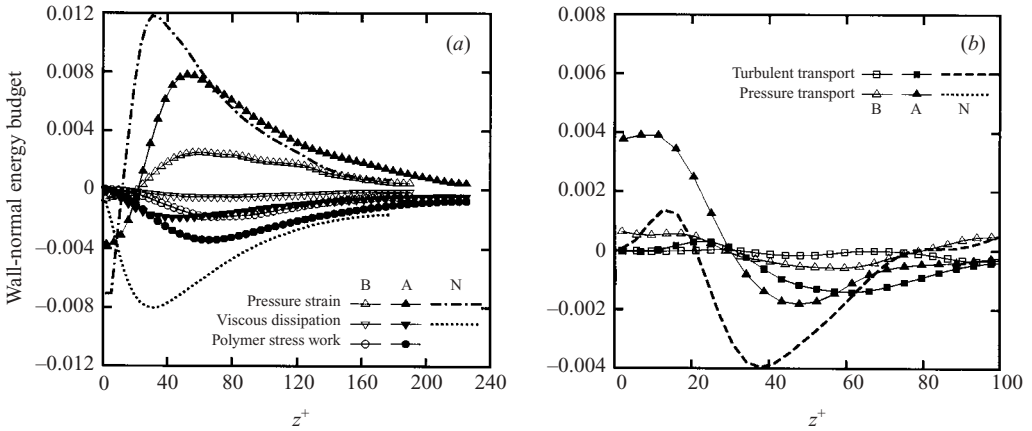 0.012
0.008
0.004
0
–0.004
–0.008
–0.012
Wall-normal energy budget
(a)
B A N
Pressure strain
Viscous dissipation
Polymer stress work
0 40 80 120 160 200 240
z+
0.008
0.006
0.004
0.002
0
–0.002
–0.004
(b)
Turbulent transport
Pressure transport
B A N
0 20 40 60 80 100
z+